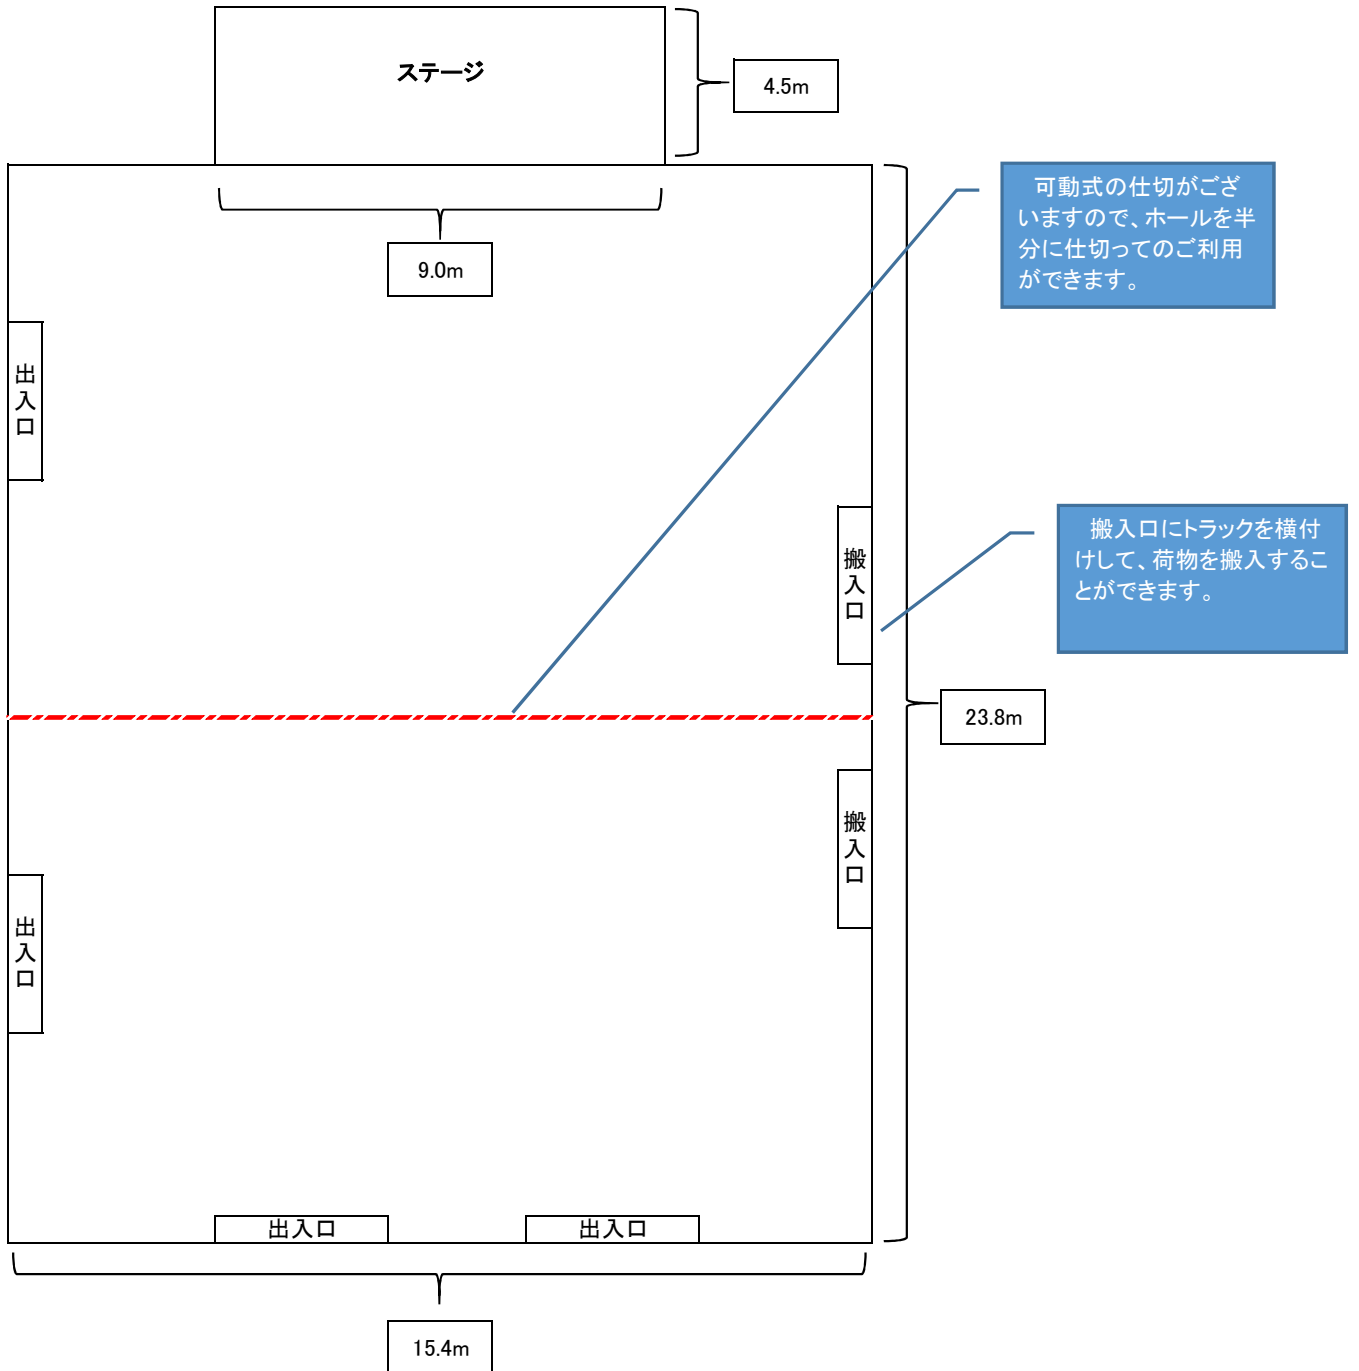 ステージ
4.5m
可動式の仕切がござ
いますので、ホールを半
分に仕切ってのご利用
ができます。
9.0m
出入口
搬入口にトラックを横付
けして、荷物を搬入するこ
とができます。
搬入口
23.8m
搬入口
出入口
出入口
出入口
15.4m